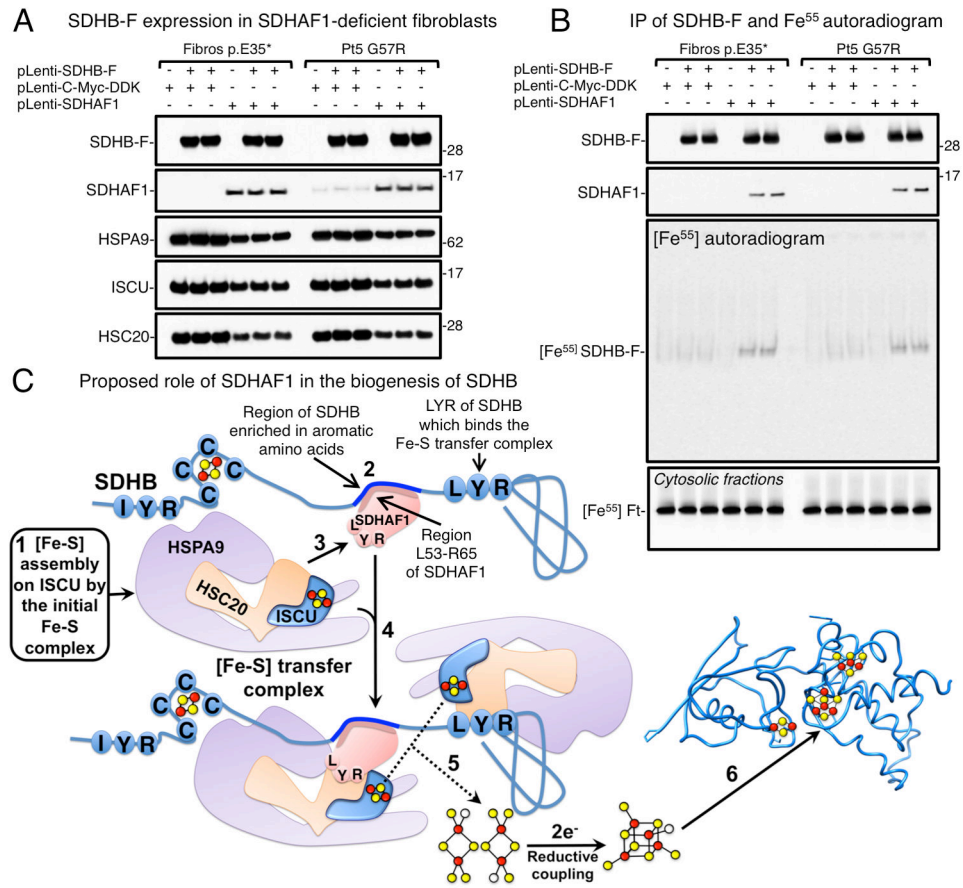 A
SDHB-F expression in SDHAF1-deficient fibroblasts
Fibros p.E35* Pt5 G57R
pLenti-SDHB-F - + + - + + - + + - + +
pLenti-C-Myc-DDK + + + - - - + + + - - -
pLenti-SDHAF1 - - - + + + - - - + + +
SDHB-F-
-28
-17
SDHAF1-
HSPA9-
-62
-17
ISCU-
-28
HSC20-
B
IP of SDHB-F and Fe⁵⁵ autoradiogram
Fibros p.E35* Pt5 G57R
pLenti-SDHB-F - + + - + + - + + - + +
pLenti-C-Myc-DDK + + + - - - + + + - - -
pLenti-SDHAF1 - - - + + + - - - + + +
SDHB-F-
-28
-17
SDHAF1-
[Fe⁵⁵] autoradiogram
[Fe⁵⁵] SDHB-F-
Cytosolic fractions
[Fe⁵⁵] Ft-
C
Proposed role of SDHAF1 in the biogenesis of SDHB
Region of SDHB
enriched in aromatic
amino acids
LYR of SDHB
which binds the
Fe-S transfer complex
SDHB
I Y R
C C C C
2
L Y R
SDHAF1
L Y R
Region
L53-R65
of SDHAF1
1 [Fe-S]
assembly
on ISCU by
the initial
Fe-S
complex
HSPA9
HSC20
ISCU
3
4
[Fe-S] transfer
complex
I Y R
C C C C
L Y R
L Y R
5
2e⁻
Reductive
coupling
6